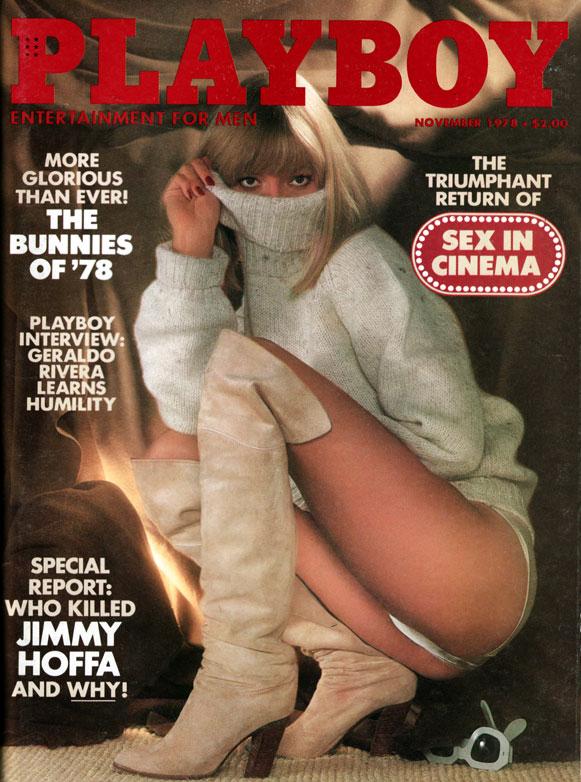 PLAYBOY
ENTERTAINMENT FOR MEN
NOVEMBER 1978 • $2.00
MORE
GLORIOUS
THAN EVER!
THE
BUNNIES
OF '78
THE
TRIUMPHANT
RETURN OF
SEX IN
CINEMA
PLAYBOY
INTERVIEW:
GERALDO
RIVERA
LEARNS
HUMILITY
SPECIAL
REPORT:
WHO KILLED
JIMMY
HOFFA
AND WHY!